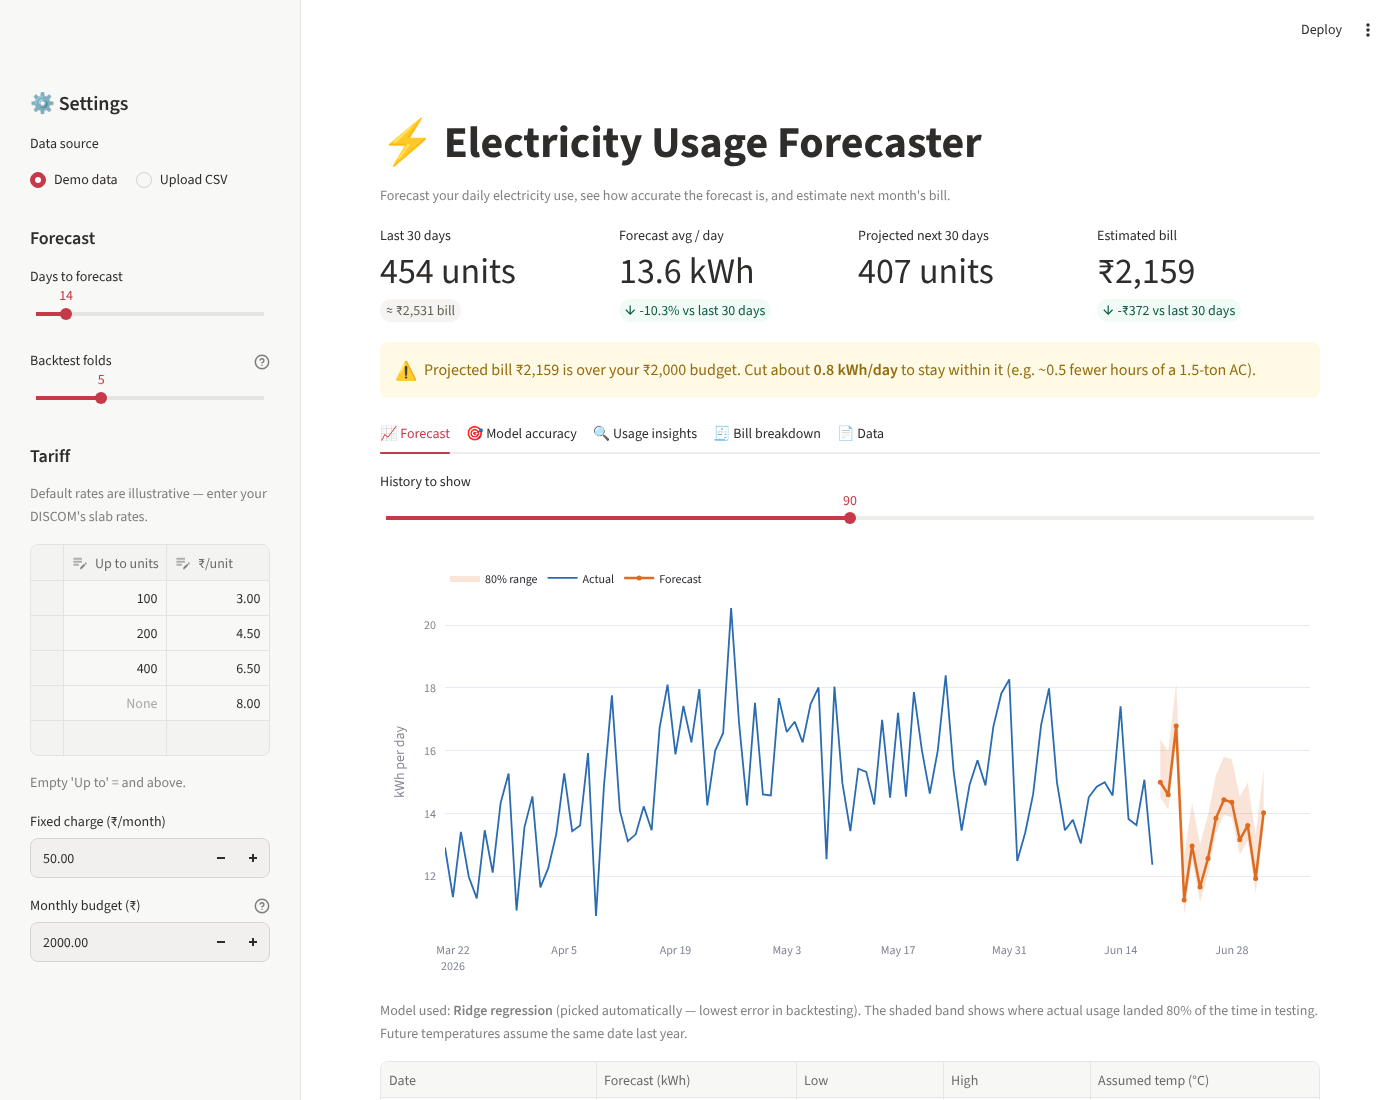 Deploy
⚙️ Settings
Data source
Demo data
Upload CSV
Forecast
Days to forecast
14
Backtest folds
5
Tariff
Default rates are illustrative — enter your
DISCOM's slab rates.
Up to units ₹/unit
100 3.00
200 4.50
400 6.50
None 8.00
Empty 'Up to' = and above.
Fixed charge (₹/month)
50.00
Monthly budget (₹)
2000.00
⚡ Electricity Usage Forecaster
Forecast your daily electricity use, see how accurate the forecast is, and estimate next month's bill.
Last 30 days
454 units
≈ ₹2,531 bill
Forecast avg / day
13.6 kWh
↓ -10.3% vs last 30 days
Projected next 30 days
407 units
Estimated bill
₹2,159
↓ -₹372 vs last 30 days
⚠️ Projected bill ₹2,159 is over your ₹2,000 budget. Cut about 0.8 kWh/day to stay within it (e.g. ~0.5 fewer hours of a 1.5-ton AC).
📈 Forecast 🎯 Model accuracy 🔍 Usage insights 🧾 Bill breakdown 📄 Data
History to show
90
80% range Actual Forecast
kWh per day
20
18
16
14
12
Mar 22 Apr 5 Apr 19 May 3 May 17 May 31 Jun 14 Jun 28
2026
Model used: Ridge regression (picked automatically — lowest error in backtesting). The shaded band shows where actual usage landed 80% of the time in testing.
Future temperatures assume the same date last year.
Date Forecast (kWh) Low High Assumed temp (°C)